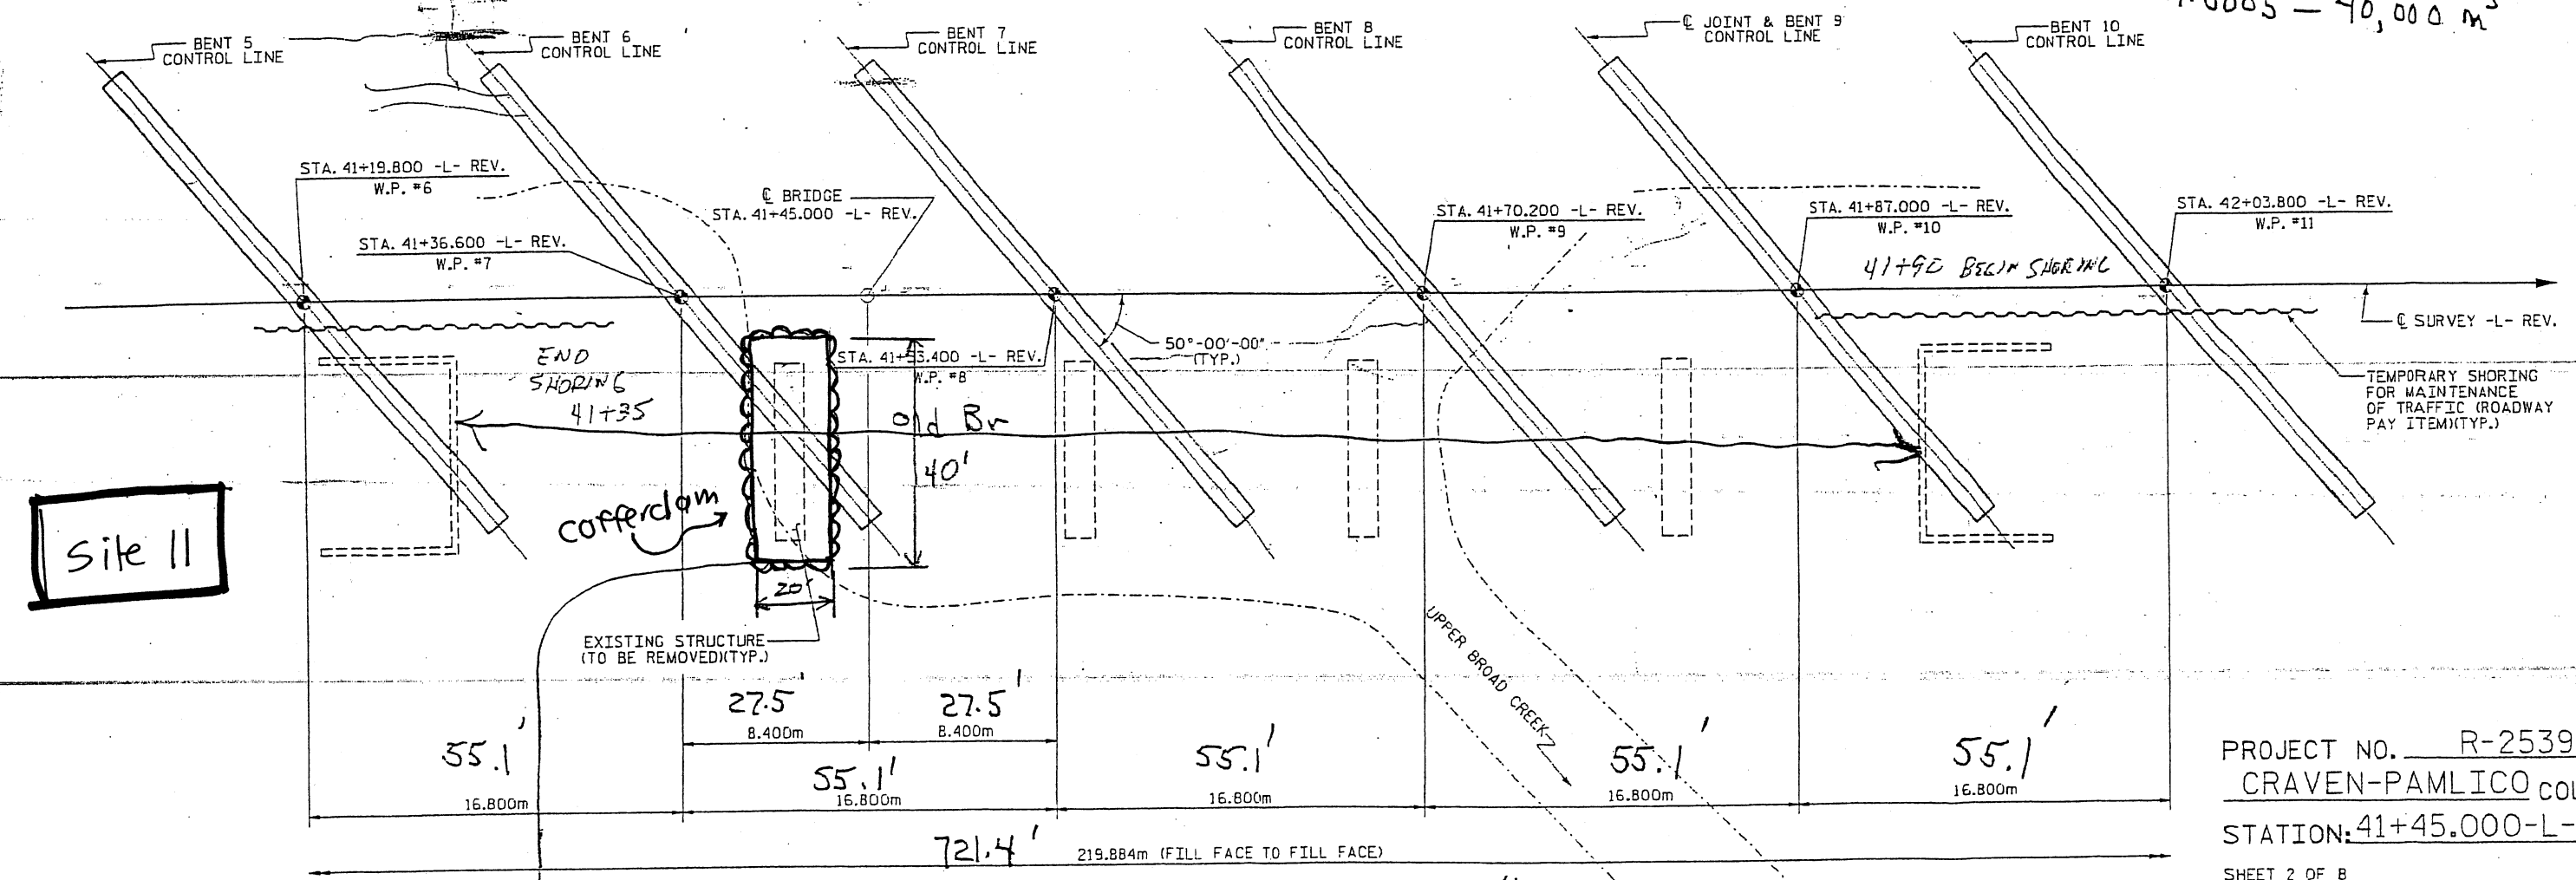 40,000 m³
BENT 5
CONTROL LINE
BENT 6
CONTROL LINE
BENT 7
CONTROL LINE
BENT 8
CONTROL LINE
℄ JOINT & BENT 9
CONTROL LINE
BENT 10
CONTROL LINE
STA. 41+19.800 -L- REV.
W.P. #6
℄ BRIDGE
STA. 41+45.000 -L- REV.
STA. 41+36.600 -L- REV.
W.P. #7
STA. 41+70.200 -L- REV.
W.P. #9
STA. 41+87.000 -L- REV.
W.P. #10
STA. 42+03.800 -L- REV.
W.P. #11
41+90 BEGIN SHORING
℄ SURVEY -L- REV.
END
SHORING
41+35
STA. 41+53.400 -L- REV.
W.P. #8
50°-00'-00"
(TYP.)
TEMPORARY SHORING
FOR MAINTENANCE
OF TRAFFIC (ROADWAY
PAY ITEM)(TYP.)
Old Br
40'
cofferdam
Site 11
20'
EXISTING STRUCTURE
(TO BE REMOVED)(TYP.)
UPPER BROAD CREEK
27.5'
8.400m
27.5'
8.400m
55.1'
16.800m
55.1'
16.800m
55.1'
16.800m
55.1'
16.800m
55.1'
16.800m
721.4'
219.884m (FILL FACE TO FILL FACE)
PROJECT NO. R-2539
CRAVEN-PAMLICO COU
STATION: 41+45.000-L-
SHEET 2 OF 8